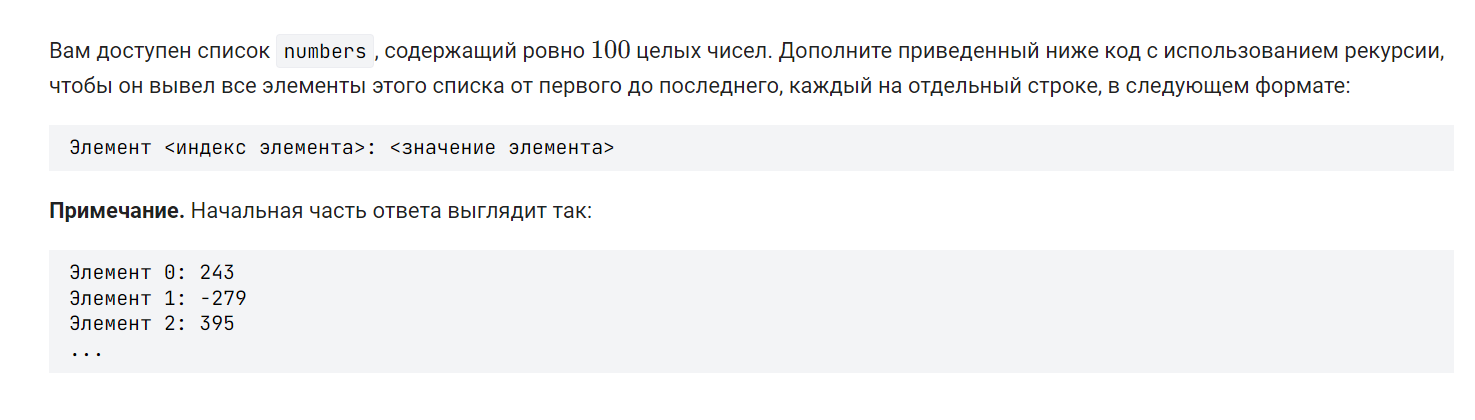 Вам доступен список numbers, содержащий ровно 100 целых чисел. Дополните приведенный ниже код с использованием рекурсии,
чтобы он вывел все элементы этого списка от первого до последнего, каждый на отдельный строке, в следующем формате:
Элемент <индекс элемента>: <значение элемента>
Примечание. Начальная часть ответа выглядит так:
Элемент 0: 243
Элемент 1: -279
Элемент 2: 395
...